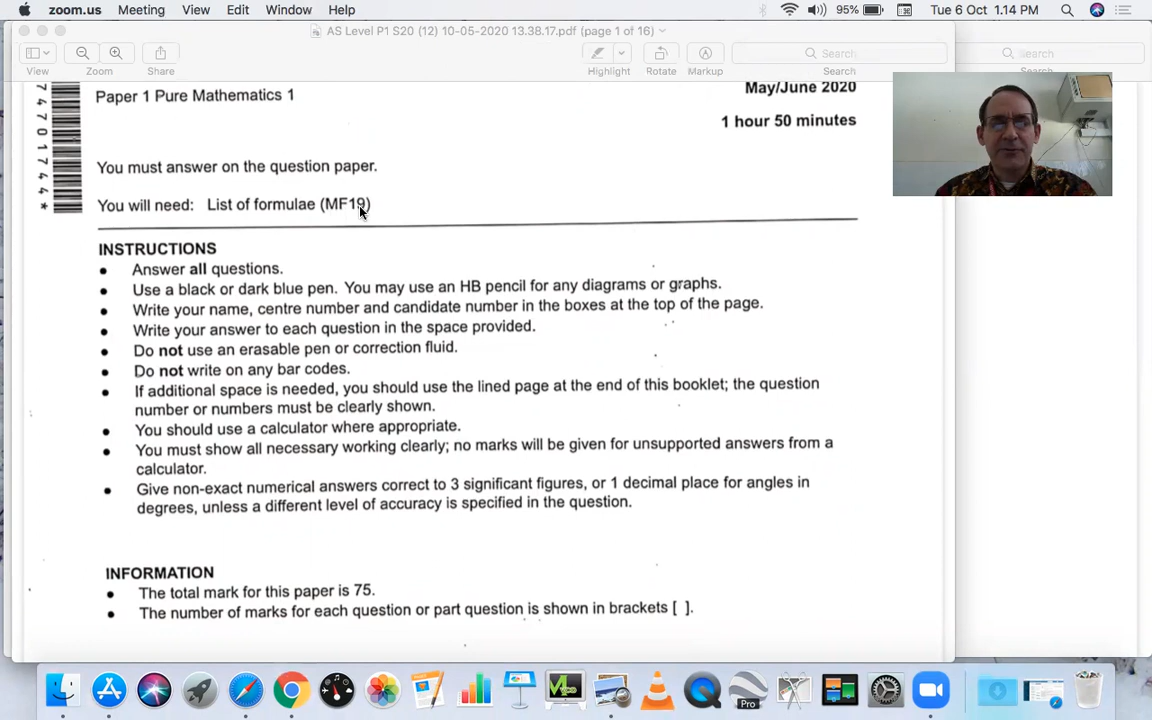 zoom.us Meeting View Edit Window Help 95% Tue 6 Oct 1.14 PM
AS Level P1 S20 (12) 10-05-2020 13.38.17.pdf (page 1 of 16)
Search Search
View Zoom Share Highlight Rotate Markup Search Search
Paper 1 Pure Mathematics 1 May/June 2020
1 hour 50 minutes
7 4 7 0 1 7 4 4 *
You must answer on the question paper.
You will need: List of formulae (MF19)
INSTRUCTIONS
● Answer all questions.
● Use a black or dark blue pen. You may use an HB pencil for any diagrams or graphs.
● Write your name, centre number and candidate number in the boxes at the top of the page.
● Write your answer to each question in the space provided.
● Do not use an erasable pen or correction fluid.
● Do not write on any bar codes.
● If additional space is needed, you should use the lined page at the end of this booklet; the question
number or numbers must be clearly shown.
● You should use a calculator where appropriate.
● You must show all necessary working clearly; no marks will be given for unsupported answers from a
calculator.
● Give non-exact numerical answers correct to 3 significant figures, or 1 decimal place for angles in
degrees, unless a different level of accuracy is specified in the question.
INFORMATION
● The total mark for this paper is 75.
● The number of marks for each question or part question is shown in brackets [ ].
Pro